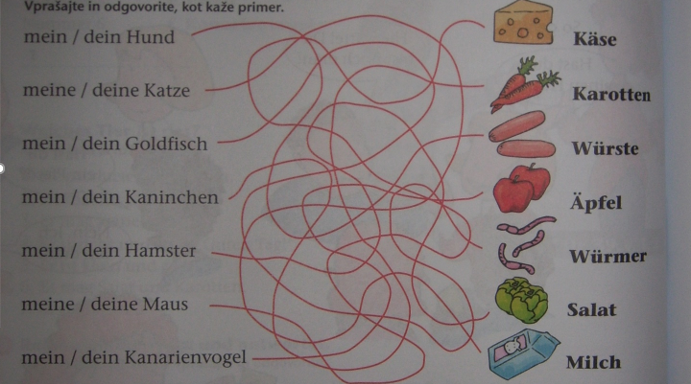 Vprašajte in odgovorite, kot kaže primer.
mein / dein Hund
Käse
meine / deine Katze
Karotten
mein / dein Goldfisch
Würste
mein / dein Kaninchen
Äpfel
mein / dein Hamster
Würmer
meine / deine Maus
Salat
mein / dein Kanarienvogel
Milch